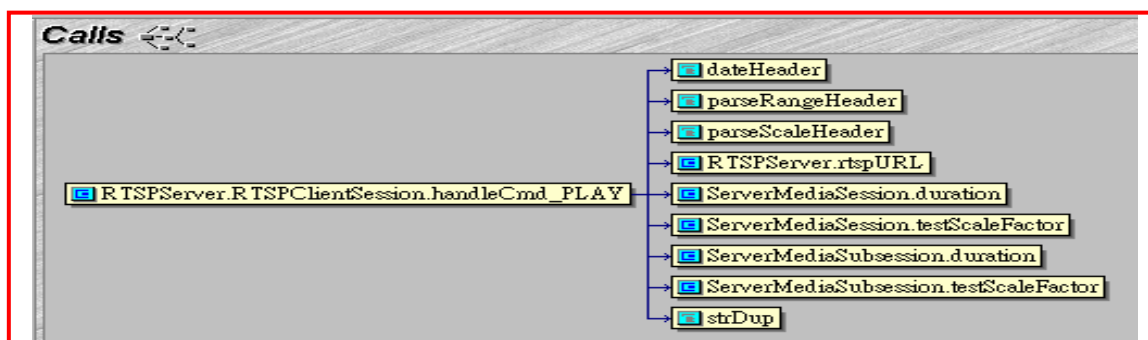 Calls
dateHeader
parseRangeHeader
parseScaleHeader
RTSPServer.rtspURL
RTSPServer.RTSPClientSession.handleCmd_PLAY
ServerMediaSession.duration
ServerMediaSession.testScaleFactor
ServerMediaSubsession.duration
ServerMediaSubsession.testScaleFactor
strDup